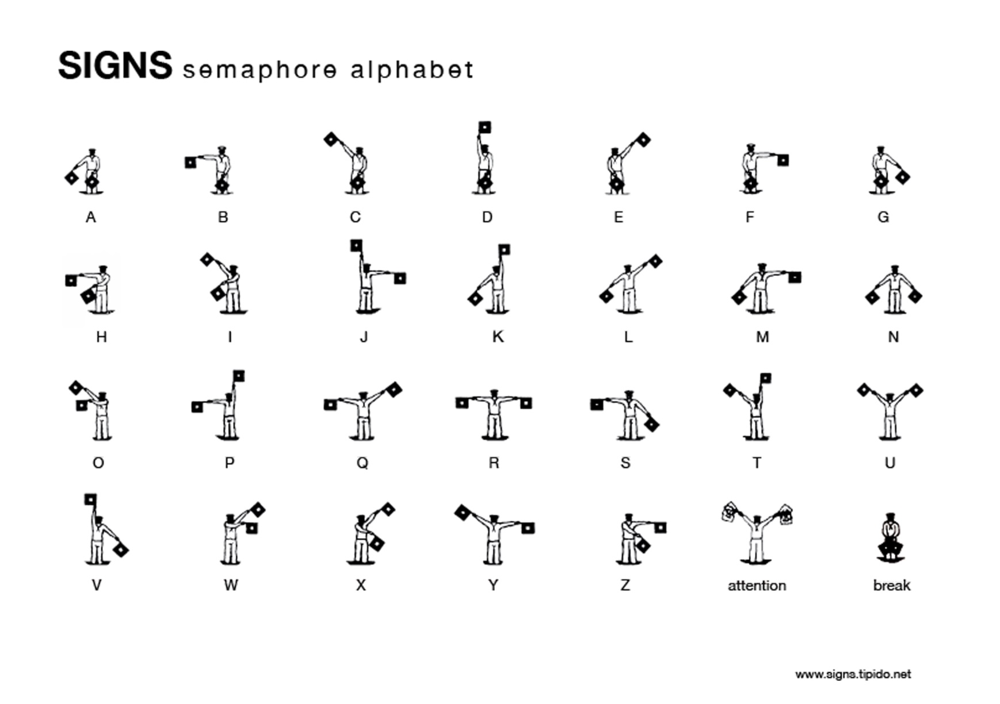 SIGNS semaphore alphabet
A B C D E F G
H I J K L M N
O P Q R S T U
V W X Y Z attention break
www.signs.tipido.net